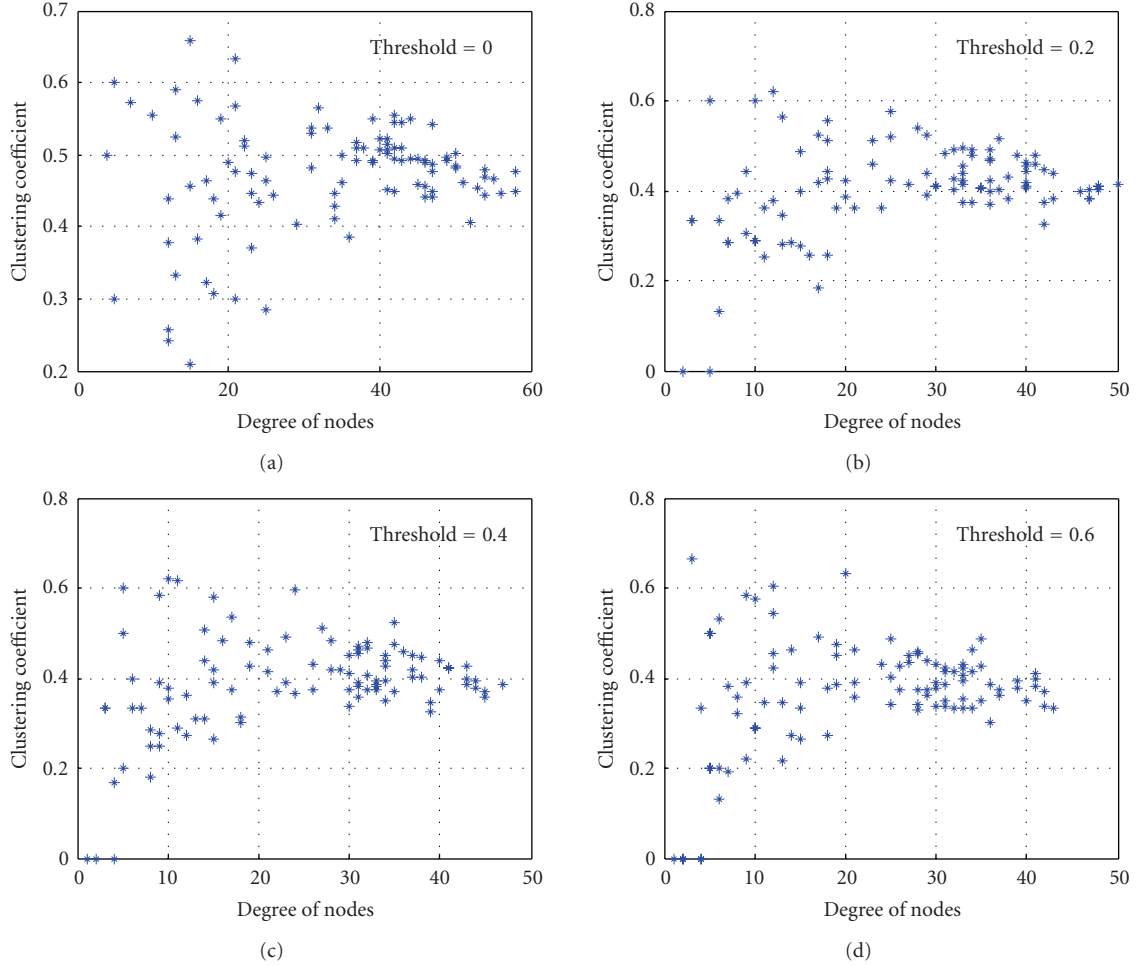 0.7
Threshold = 0
0.6
0.5
0.4
0.3
0.2
Clustering coefficient
0 20 40 60
Degree of nodes
(a)
0.8
Threshold = 0.2
0.6
0.4
0.2
0
Clustering coefficient
0 10 20 30 40 50
Degree of nodes
(b)
0.8
Threshold = 0.4
0.6
0.4
0.2
0
Clustering coefficient
0 10 20 30 40 50
Degree of nodes
(c)
0.8
Threshold = 0.6
0.6
0.4
0.2
0
Clustering coefficient
0 10 20 30 40 50
Degree of nodes
(d)